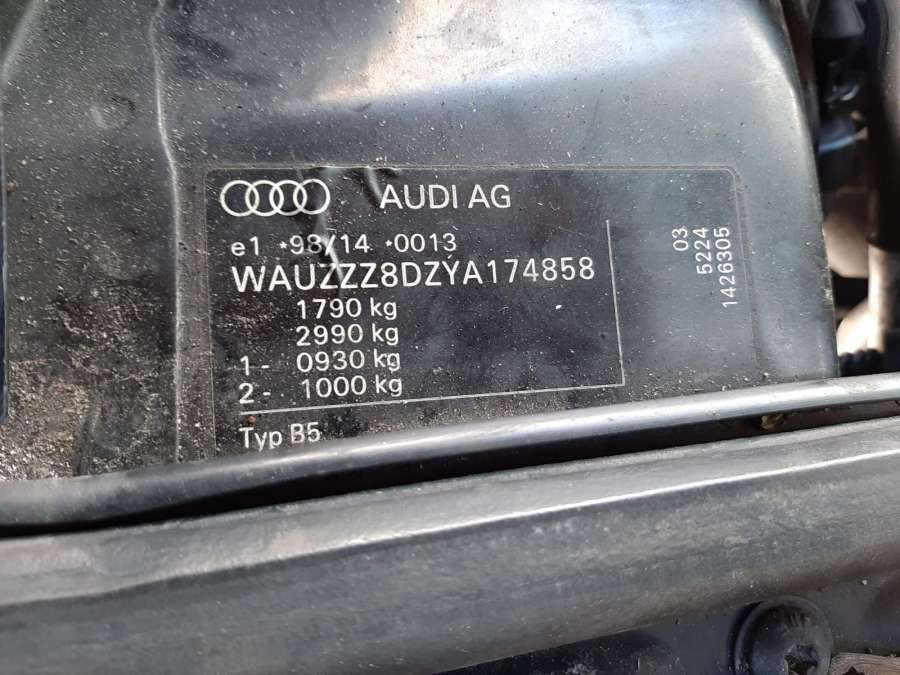 AUDI AG
e1 *98/14 *0013
WAUZZZ8DZYA174858
1790 kg
2990 kg
1- 0930 kg
2- 1000 kg
Typ B5
03
5224
1426305